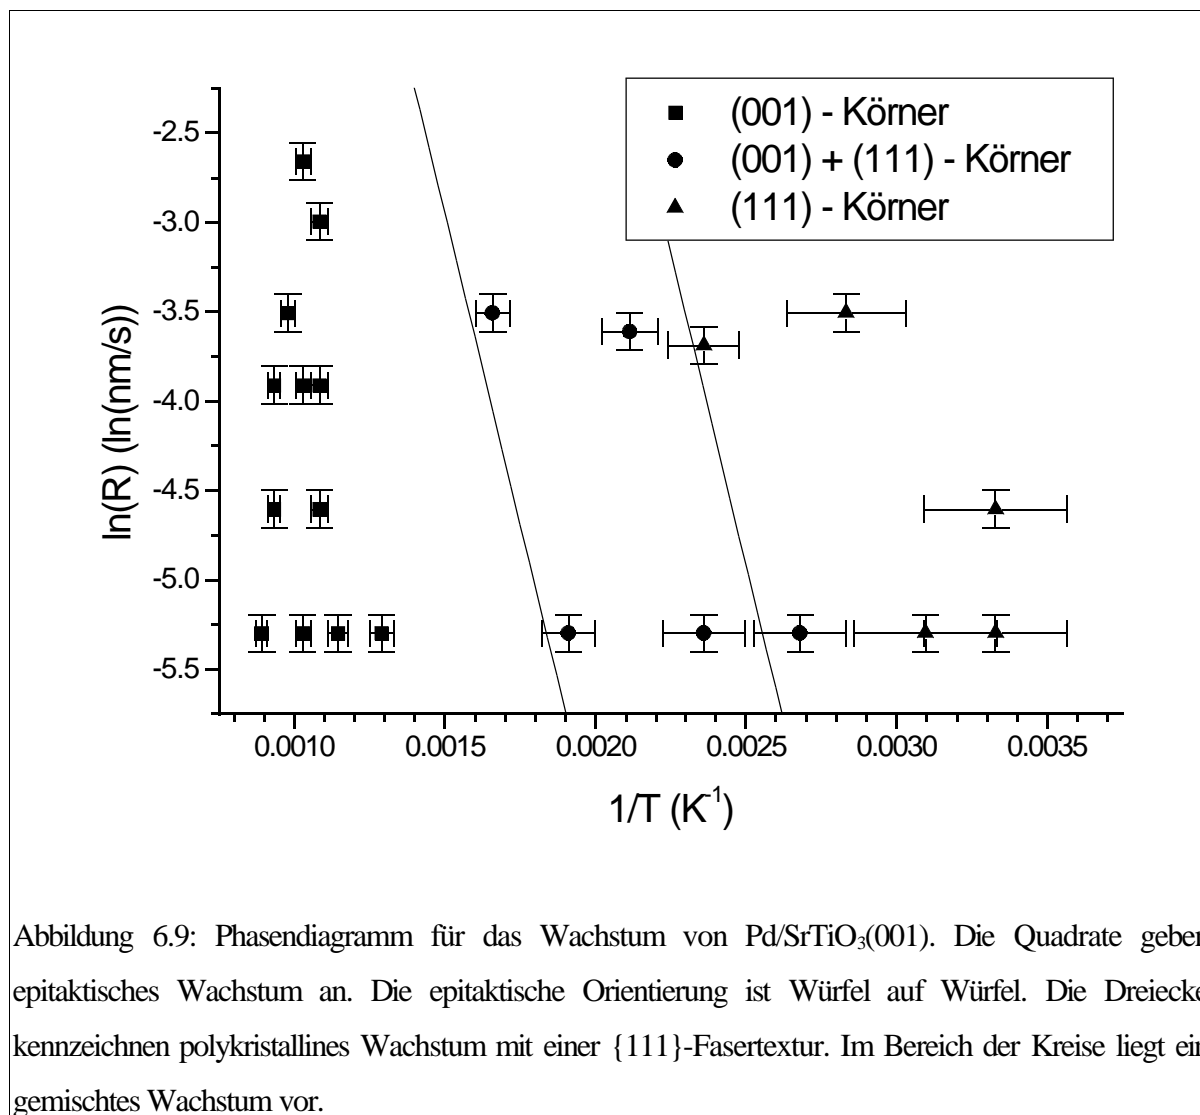 (001) - Körner
(001) + (111) - Körner
(111) - Körner
-2.5
-3.0
-3.5
-4.0
-4.5
-5.0
-5.5
ln(R) (ln(nm/s))
0.0010 0.0015 0.0020 0.0025 0.0030 0.0035
1/T (K⁻¹)
Abbildung 6.9: Phasendiagramm für das Wachstum von Pd/SrTiO₃(001). Die Quadrate geben
epitaktisches Wachstum an. Die epitaktische Orientierung ist Würfel auf Würfel. Die Dreiecke
kennzeichnen polykristallines Wachstum mit einer {111}-Fasertextur. Im Bereich der Kreise liegt ein
gemischtes Wachstum vor.